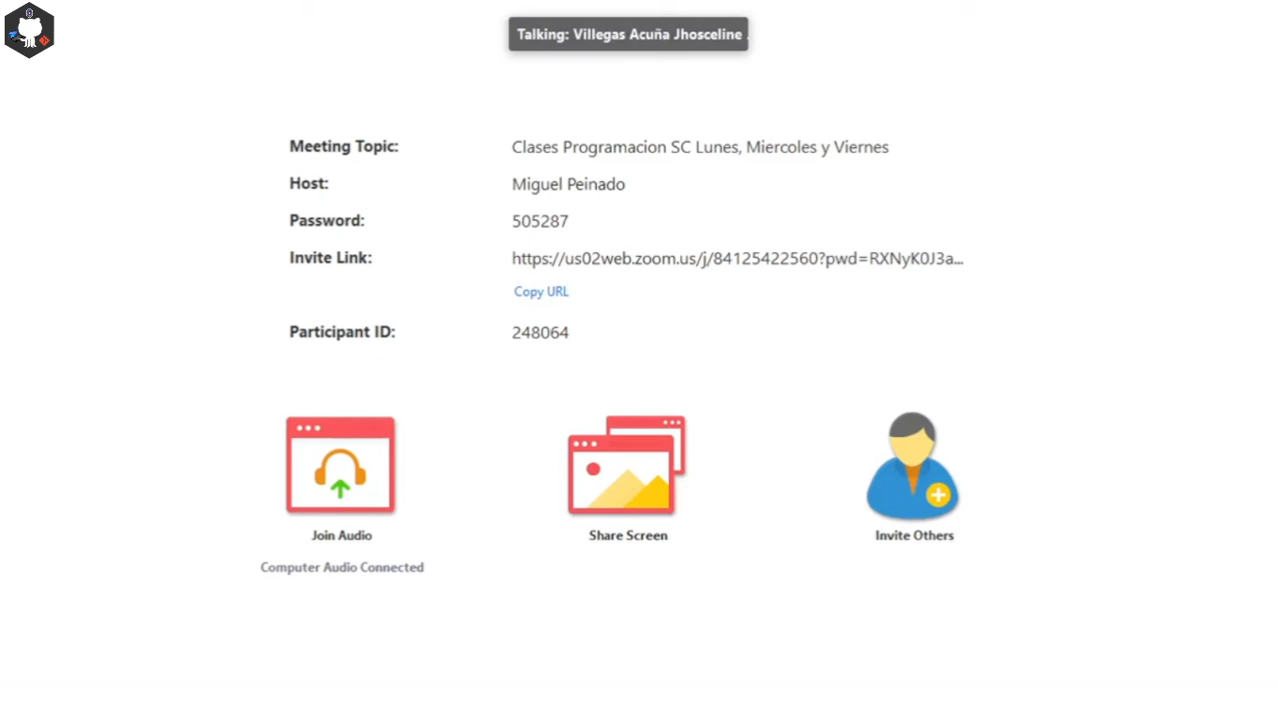 Talking: Villegas Acuña Jhosceline
Meeting Topic: Clases Programacion SC Lunes, Miercoles y Viernes
Host: Miguel Peinado
Password: 505287
Invite Link: https://us02web.zoom.us/j/84125422560?pwd=RXNyK0J3a...
Copy URL
Participant ID: 248064
Join Audio Share Screen Invite Others
Computer Audio Connected